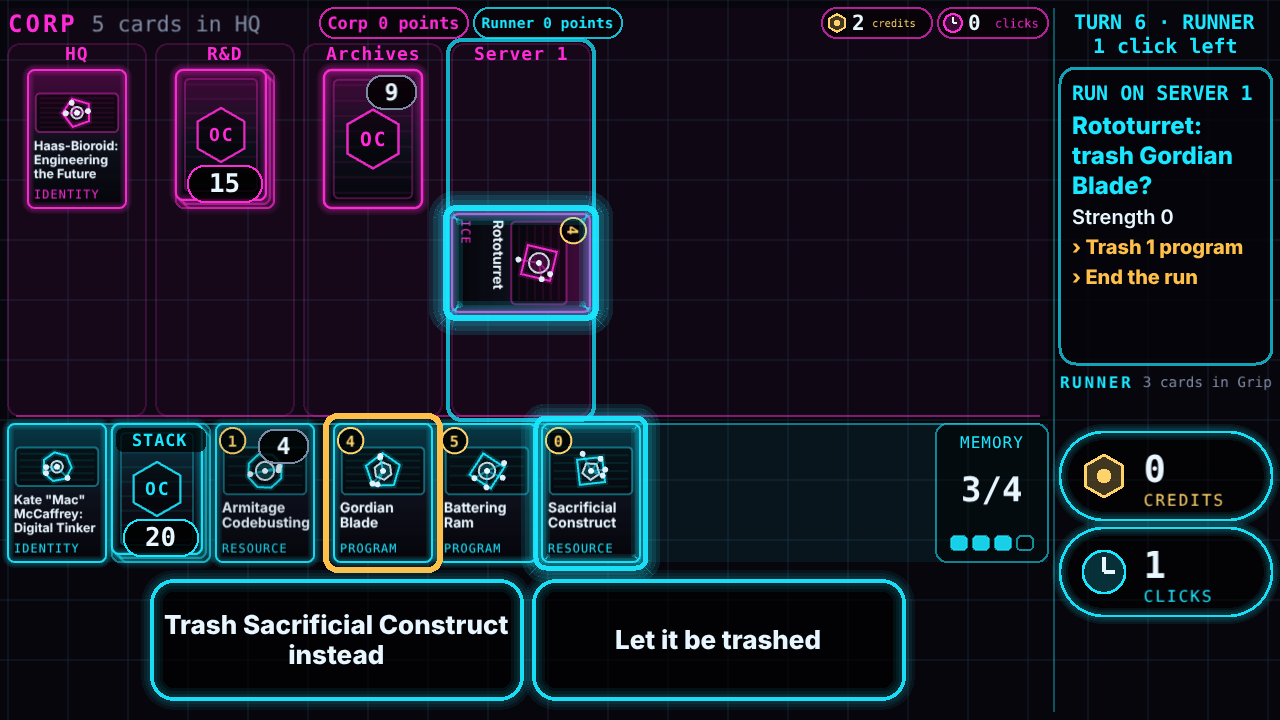 CORP 5 cards in HQ
Corp 0 points
Runner 0 points
2 credits
0 clicks
TURN 6 · RUNNER
1 click left
HQ
R&D
Archives
Server 1
Haas-Bioroid:
Engineering
the Future
IDENTITY
OC
15
9
OC
ICE
Rototurret
4
RUN ON SERVER 1
Rototurret:
trash Gordian
Blade?
Strength 0
› Trash 1 program
› End the run
RUNNER 3 cards in Grip
Kate "Mac"
McCaffrey:
Digital Tinker
IDENTITY
STACK
OC
20
1
4
Armitage
Codebusting
RESOURCE
4
Gordian
Blade
PROGRAM
5
Battering
Ram
PROGRAM
0
Sacrificial
Construct
RESOURCE
MEMORY
3/4
0
CREDITS
1
CLICKS
Trash Sacrificial Construct
instead
Let it be trashed